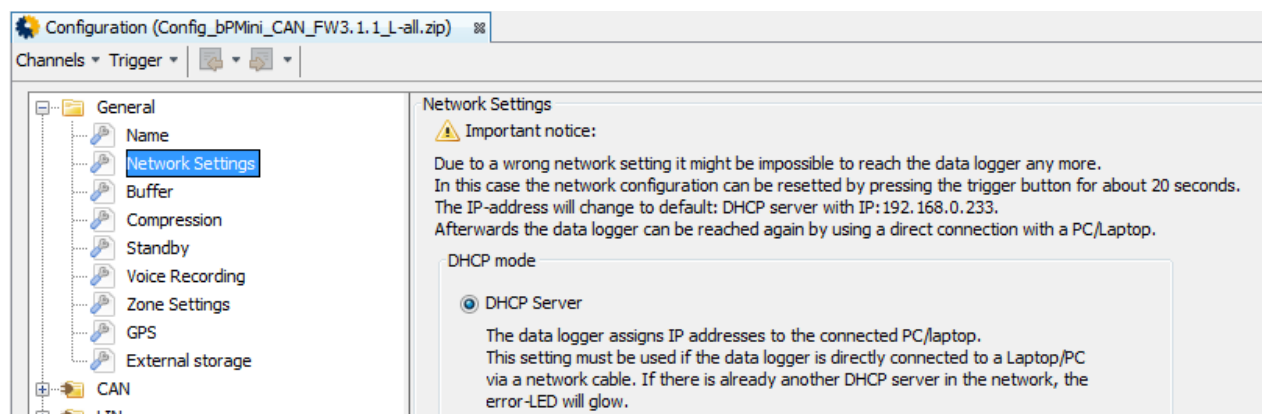 Configuration (Config_bPMini_CAN_FW3.1.1_L-all.zip)
Channels Trigger
General
Name
Network Settings
Buffer
Compression
Standby
Voice Recording
Zone Settings
GPS
External storage
CAN
LIN
Network Settings
Important notice:
Due to a wrong network setting it might be impossible to reach the data logger any more.
In this case the network configuration can be resetted by pressing the trigger button for about 20 seconds.
The IP-address will change to default: DHCP server with IP:192.168.0.233.
Afterwards the data logger can be reached again by using a direct connection with a PC/Laptop.
DHCP mode
DHCP Server
The data logger assigns IP addresses to the connected PC/laptop.
This setting must be used if the data logger is directly connected to a Laptop/PC
via a network cable. If there is already another DHCP server in the network, the
error-LED will glow.